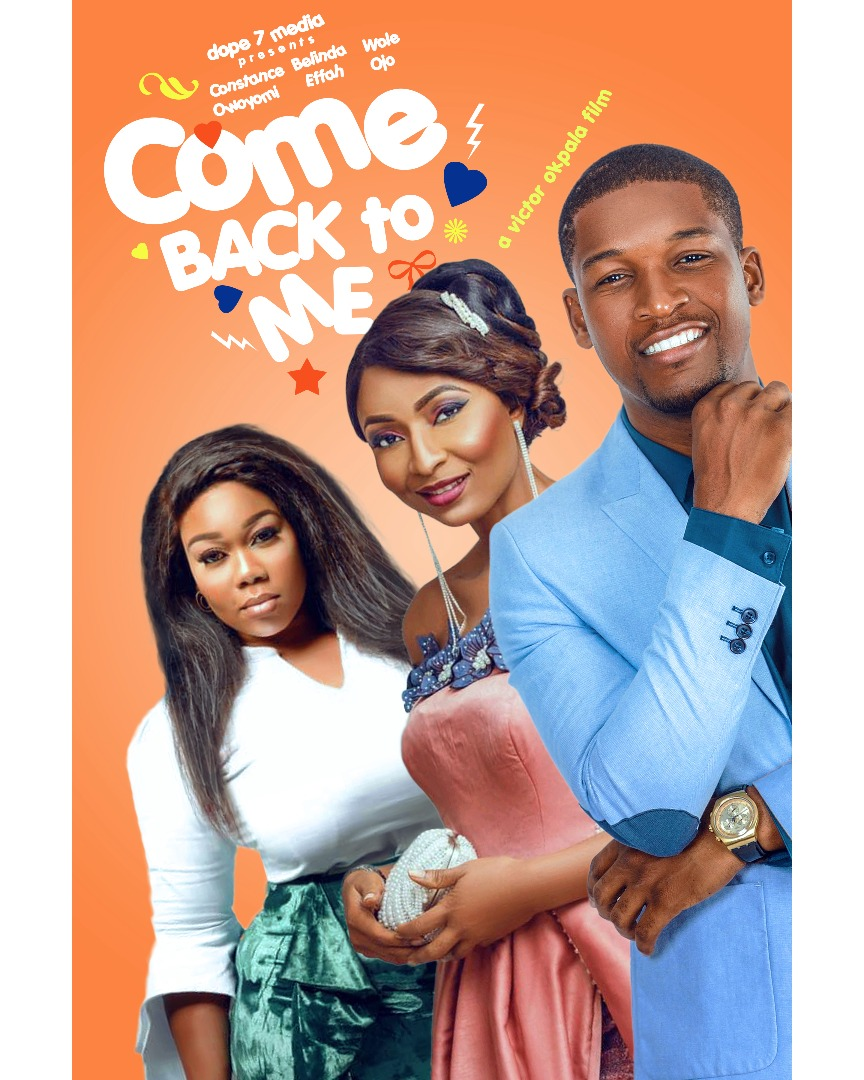 dope 7 media
presents
Constance Owoyomi
Belinda Effah
Wole Ojo
Come
BACK to
ME
a victor okpala film